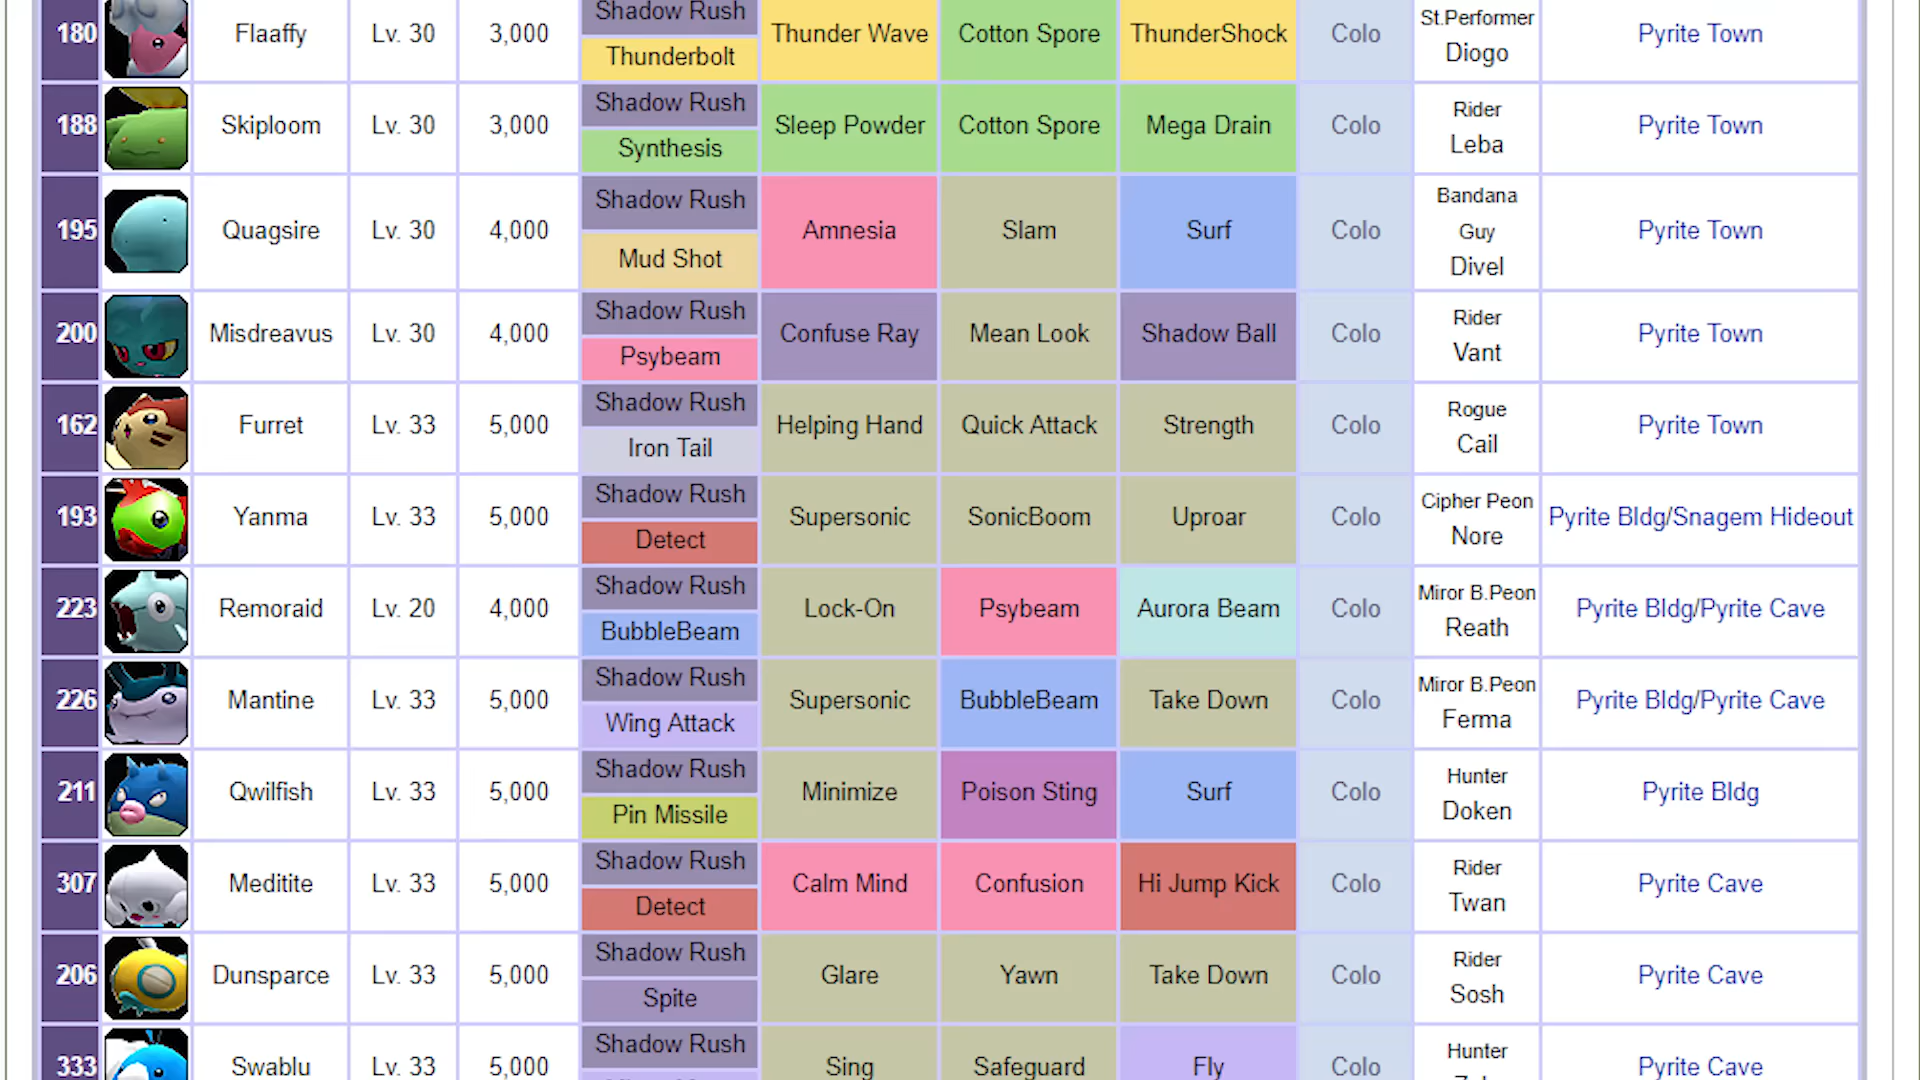 180 Flaaffy Lv. 30 3,000 Shadow Rush Thunderbolt Thunder Wave Cotton Spore ThunderShock Colo St.Performer Diogo Pyrite Town
188 Skiploom Lv. 30 3,000 Shadow Rush Synthesis Sleep Powder Cotton Spore Mega Drain Colo Rider Leba Pyrite Town
195 Quagsire Lv. 30 4,000 Shadow Rush Mud Shot Amnesia Slam Surf Colo Bandana Guy Divel Pyrite Town
200 Misdreavus Lv. 30 4,000 Shadow Rush Psybeam Confuse Ray Mean Look Shadow Ball Colo Rider Vant Pyrite Town
162 Furret Lv. 33 5,000 Shadow Rush Iron Tail Helping Hand Quick Attack Strength Colo Rogue Cail Pyrite Town
193 Yanma Lv. 33 5,000 Shadow Rush Detect Supersonic SonicBoom Uproar Colo Cipher Peon Nore Pyrite Bldg/Snagem Hideout
223 Remoraid Lv. 20 4,000 Shadow Rush BubbleBeam Lock-On Psybeam Aurora Beam Colo Miror B.Peon Reath Pyrite Bldg/Pyrite Cave
226 Mantine Lv. 33 5,000 Shadow Rush Wing Attack Supersonic BubbleBeam Take Down Colo Miror B.Peon Ferma Pyrite Bldg/Pyrite Cave
211 Qwilfish Lv. 33 5,000 Shadow Rush Pin Missile Minimize Poison Sting Surf Colo Hunter Doken Pyrite Bldg
307 Meditite Lv. 33 5,000 Shadow Rush Detect Calm Mind Confusion Hi Jump Kick Colo Rider Twan Pyrite Cave
206 Dunsparce Lv. 33 5,000 Shadow Rush Spite Glare Yawn Take Down Colo Rider Sosh Pyrite Cave
333 Swablu Lv. 33 5,000 Shadow Rush Sing Safeguard Fly Colo Hunter Pyrite Cave